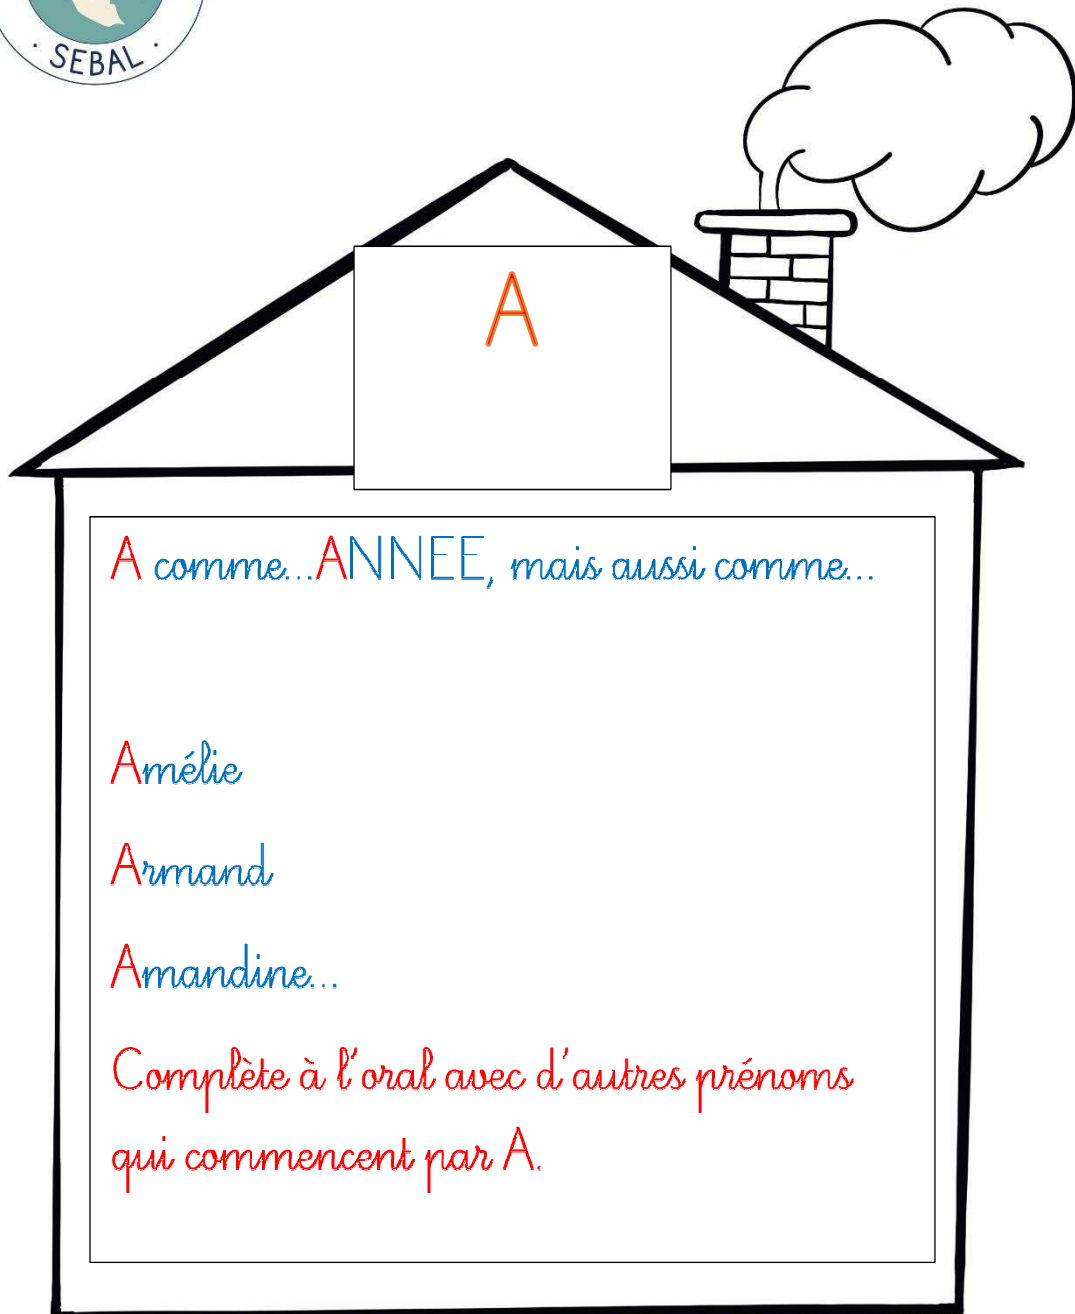 · SEBAL ·
A
A comme...ANNEE, mais aussi comme...
Amélie
Armand
Amandine...
Complète à l'oral avec d'autres prénoms
qui commencent par A.